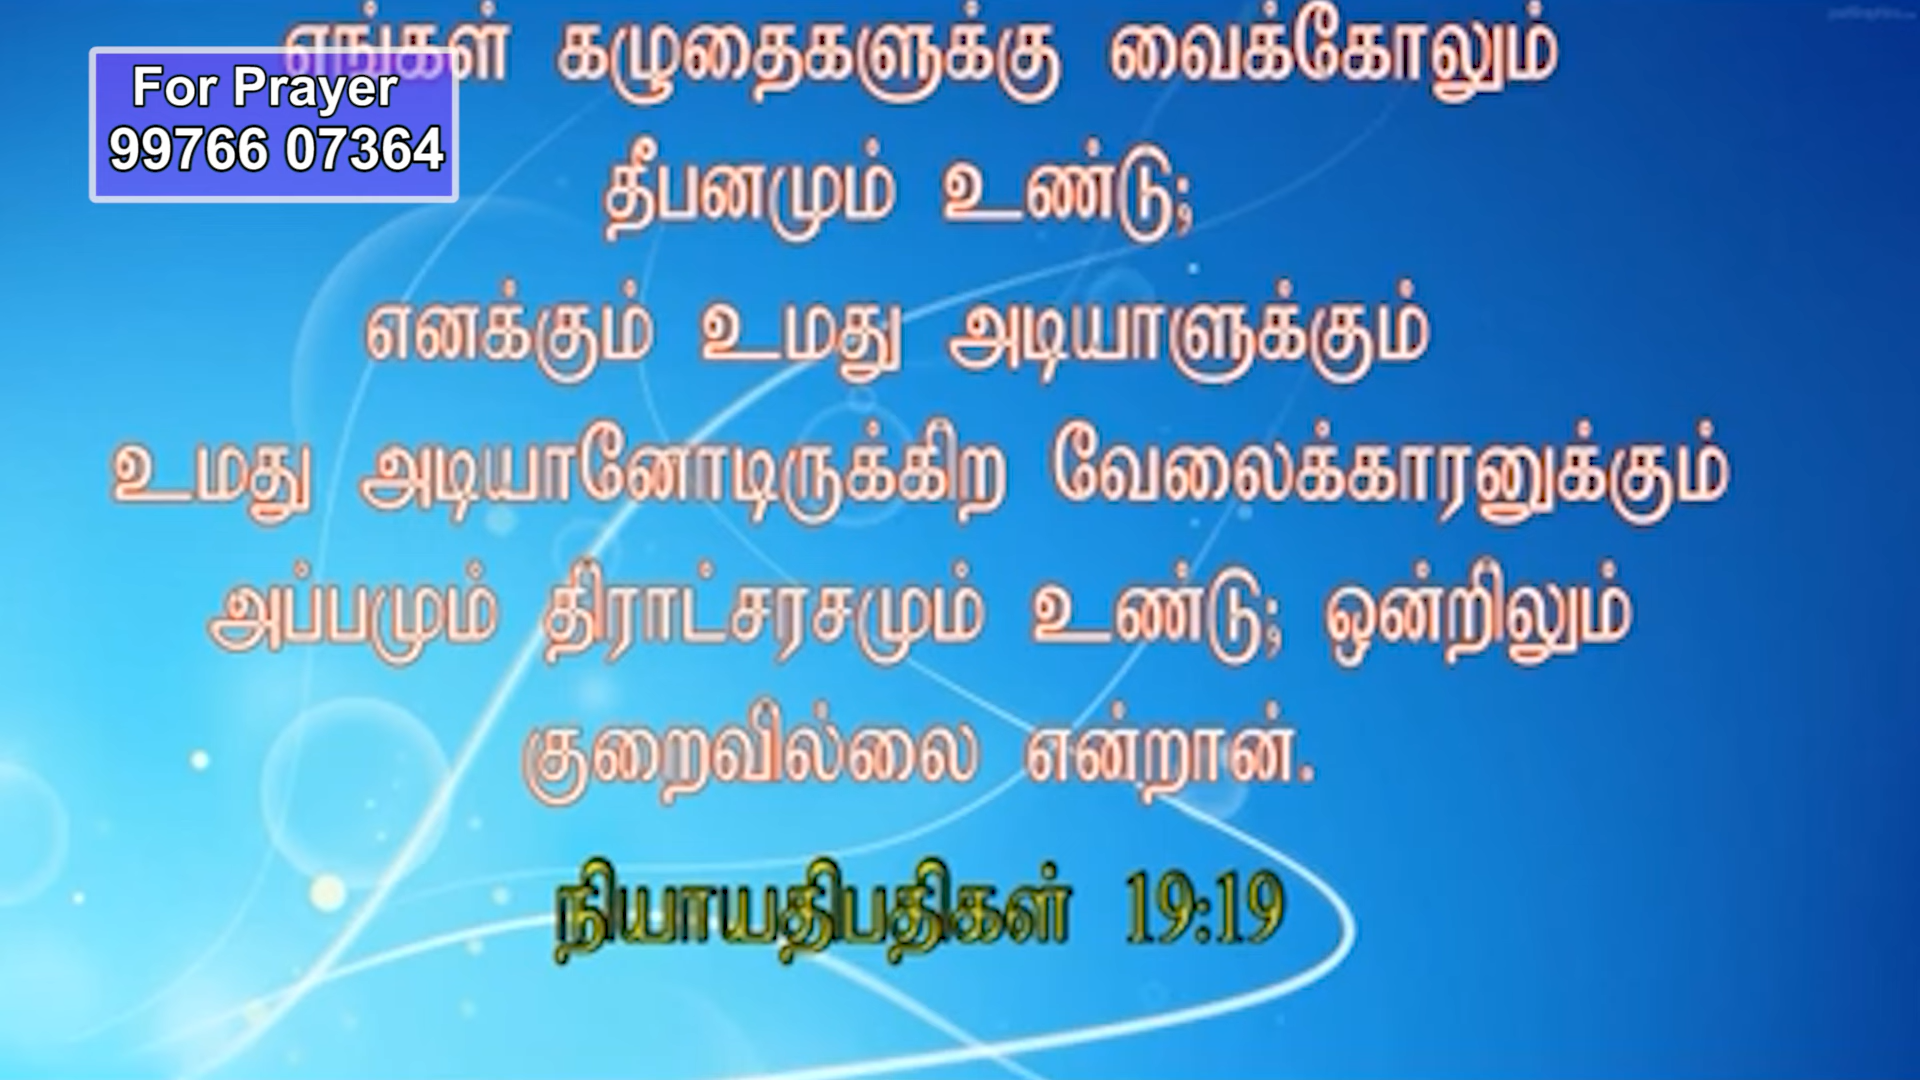 எங்கள் கழுதைகளுக்கு வைக்கோலும்
For Prayer
99766 07364
தீபனமும் உண்டு;
எனக்கும் உமது அடியாளுக்கும்
உமது அடியானோடிருக்கிற வேலைக்காரனுக்கும்
அப்பமும் திராட்சரசமும் உண்டு; ஒன்றிலும்
குறைவில்லை என்றான்.
நியாயதிபதிகள் 19:19